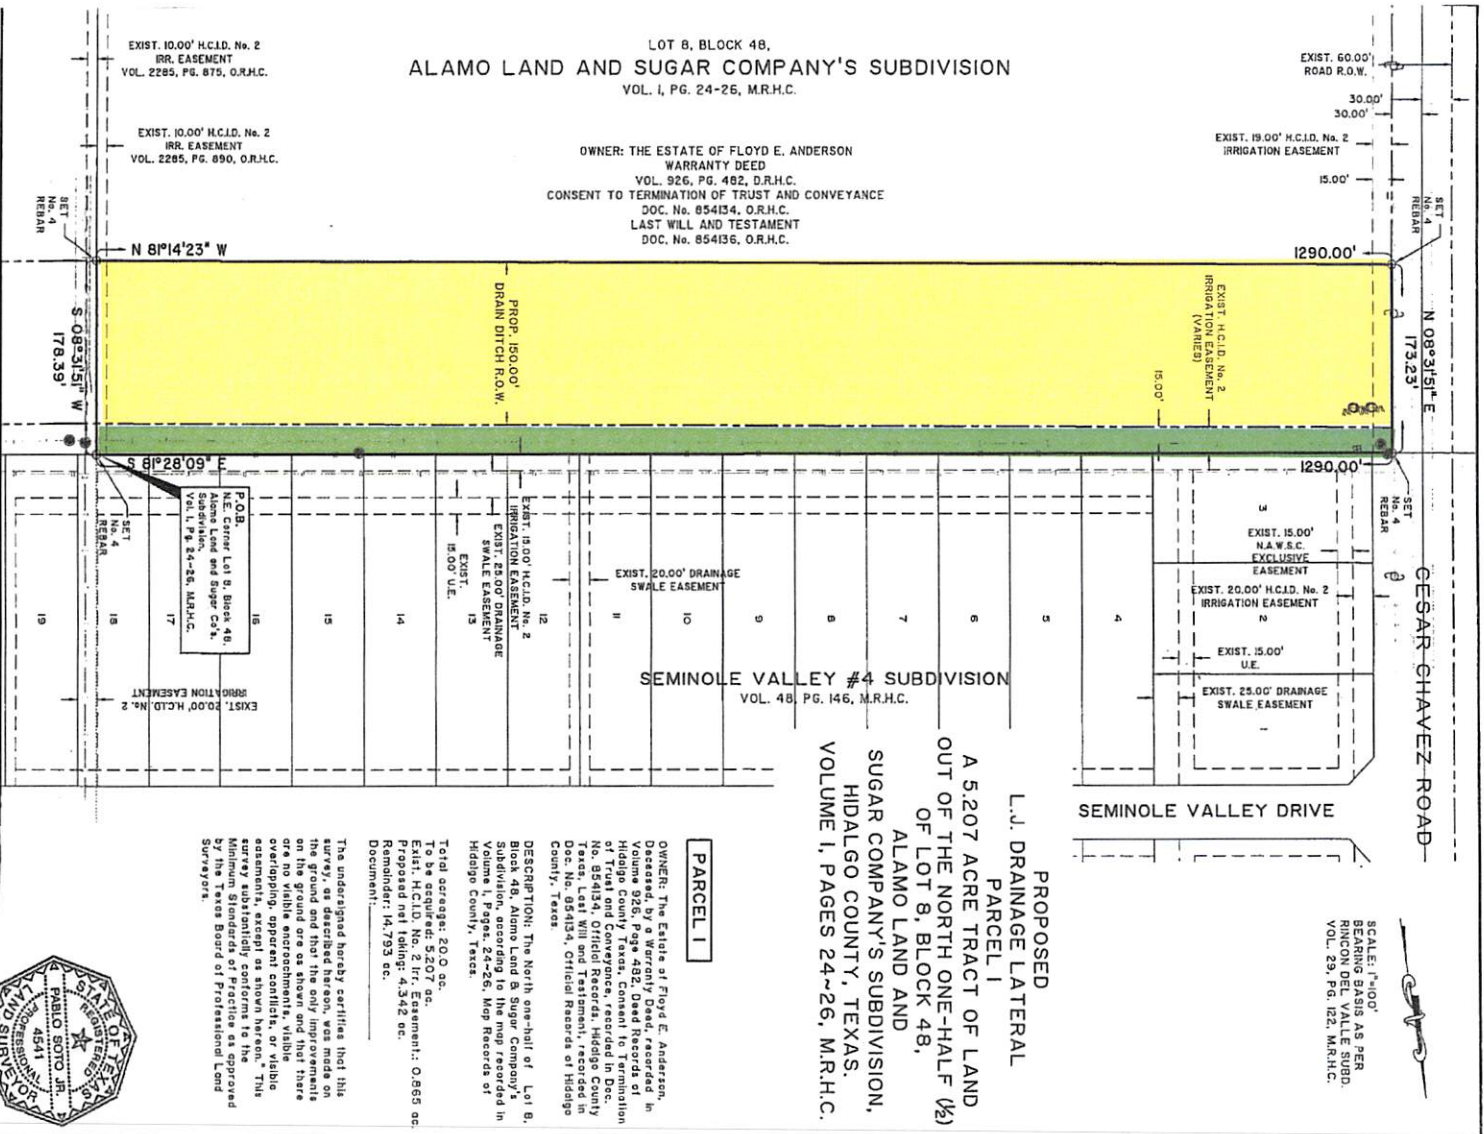 LOT 8, BLOCK 48,
ALAMO LAND AND SUGAR COMPANY'S SUBDIVISION
VOL. 1, PG. 24-26, M.R.H.C.
OWNER: THE ESTATE OF FLOYD E. ANDERSON
WARRANTY DEED
VOL. 926, PG. 482, D.R.H.C.
CONSENT TO TERMINATION OF TRUST AND CONVEYANCE
DOC. No. 854134, O.R.H.C.
LAST WILL AND TESTAMENT
DOC. No. 854136, O.R.H.C.
EXIST. 10.00' H.C.I.D. No. 2
IRR. EASEMENT
VOL. 2285, PG. 875, O.R.H.C.
EXIST. 10.00' H.C.I.D. No. 2
IRR. EASEMENT
VOL. 2285, PG. 890, O.R.H.C.
EXIST. 60.00'
ROAD R.O.W.
30.00'
30.00'
EXIST. 19.00' H.C.I.D. No. 2
IRRIGATION EASEMENT
15.00'
SET
No. 4
REBAR
SET
No. 4
REBAR
N 81°14'23" W
1290.00'
S 08°31'51" W
178.39'
PROP. 150.00'
DRAIN DITCH R.O.W.
EXIST. H.C.I.D. No. 2
IRRIGATION EASEMENT
(VARIES)
15.00'
N 08°31'51" E
173.23'
S 81°28'09" E
1290.00'
SET
No. 4
REBAR
SET
No. 4
REBAR
P.O.B.
N.E. Corner Lot 8, Block 48,
Alamo Land and Sugar Co's.
Subdivision,
Vol. 1, Pg. 24-26, M.R.H.C.
EXIST. 15.00' H.C.I.D. No. 2
IRRIGATION EASEMENT
EXIST. 25.00' DRAINAGE
SWALE EASEMENT
EXIST.
15.00' U.E.
EXIST. 20.00' DRAINAGE
SWALE EASEMENT
EXIST. 15.00'
N.A.W.S.C.
EXCLUSIVE
EASEMENT
EXIST. 20.00' H.C.I.D. No. 2
IRRIGATION EASEMENT
EXIST. 15.00'
U.E.
EXIST. 25.00' DRAINAGE
SWALE EASEMENT
CESAR CHAVEZ ROAD
19
18
17
16
15
14
13
12
11
10
9
8
7
6
5
4
3
2
1
EXIST. 20.00' H.C.I.D. No. 2
IRRIGATION EASEMENT
SEMINOLE VALLEY #4 SUBDIVISION
VOL. 48, PG. 146, M.R.H.C.
SEMINOLE VALLEY DRIVE
PROPOSED
L.J. DRAINAGE LATERAL
PARCEL 1
A 5.207 ACRE TRACT OF LAND
OUT OF THE NORTH ONE-HALF (½)
OF LOT 8, BLOCK 48,
ALAMO LAND AND
SUGAR COMPANY'S SUBDIVISION,
HIDALGO COUNTY, TEXAS.
VOLUME 1, PAGES 24~26, M.R.H.C.
SCALE: 1"=100'
BEARING BASIS AS PER
RINCON DEL VALLE SUBD.
VOL. 29, PG. 122, M.R.H.C.
PARCEL 1
OWNER: The Estate of Floyd E. Anderson,
Deceased, by a Warranty Deed, recorded in
Volume 926, Page 482, Deed Records of
Hidalgo County Texas, Consent to Termination
of Trust and Conveyance, recorded in Doc.
No. 854134, Official Records, Hidalgo County
Texas, Last Will and Testament, recorded in
Doc. No. 854134, Official Records of Hidalgo
County, Texas.
DESCRIPTION: The North one-half of Lot 8,
Block 48, Alamo Land & Sugar Company's
Subdivision, according to the map recorded in
Volume 1, Pages, 24~26, Map Records of
Hidalgo County, Texas.
Total acreage: 20.0 ac.
To be acquired: 5.207 ac.
Exist. H.C.I.D. No. 2 Irr. Easement.: 0.865 ac.
Proposed net taking: 4.342 ac.
Remainder: 14.793 ac.
Document:
The undersigned hereby certifies that this
survey, as described hereon, was made on
the ground and that the only improvements
on the ground are as shown and that there
are no visible encroachments, visible
overlapping, apparent conflicts, or visible
easements, except as shown hereon." This
survey substantially conforms to the
Minimum Standards of Practice as approved
by the Texas Board of Professional Land
Surveyors.
STATE OF TEXAS
REGISTERED
PABLO SOTO JR.
4541
PROFESSIONAL
LAND SURVEYOR